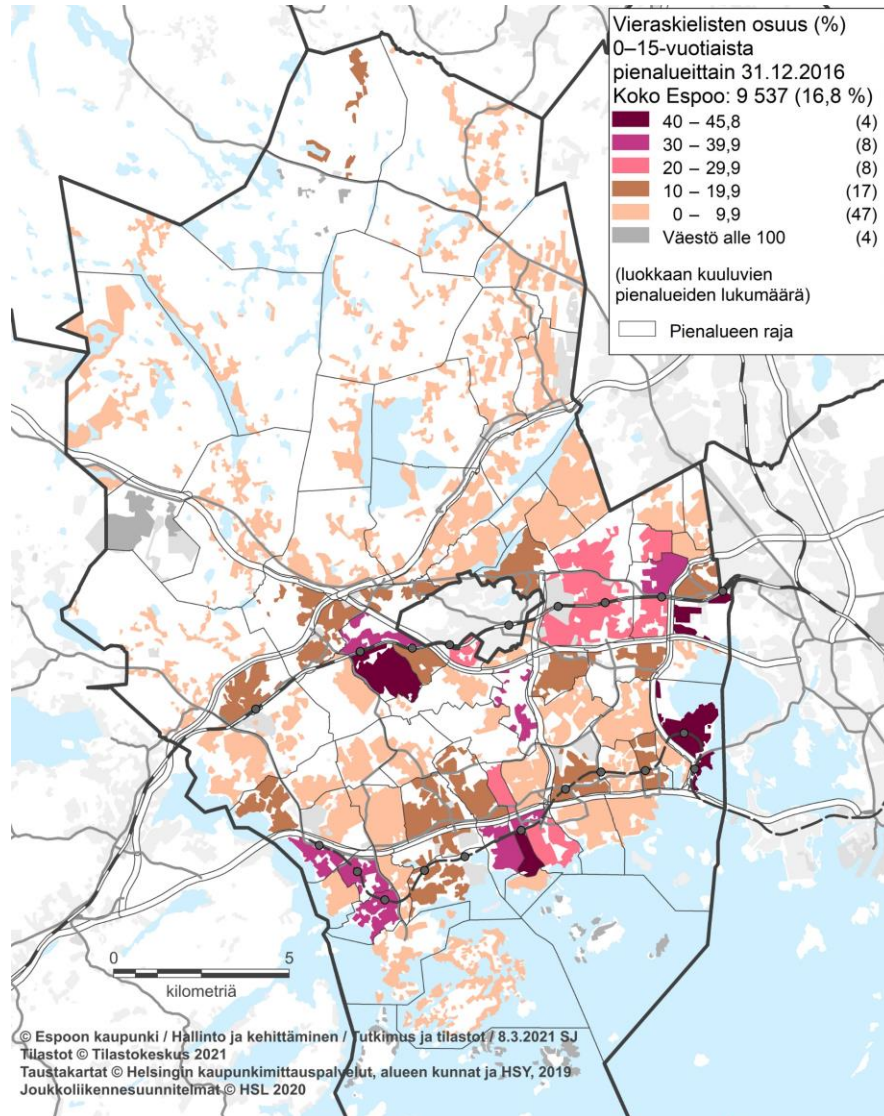 Vieraskielisten osuus (%)
0–15-vuotiaista
pienalueittain 31.12.2016
Koko Espoo: 9 537 (16,8 %)
40 – 45,8 (4)
30 – 39,9 (8)
20 – 29,9 (8)
10 – 19,9 (17)
0 – 9,9 (47)
Väestö alle 100 (4)
(luokkaan kuuluvien
pienalueiden lukumäärä)
Pienalueen raja
0 5
kilometriä
© Espoon kaupunki / Hallinto ja kehittäminen / Tutkimus ja tilastot / 8.3.2021 SJ
Tilastot © Tilastokeskus 2021
Taustakartat © Helsingin kaupunkimittauspalvelut, alueen kunnat ja HSY, 2019
Joukkoliikennesuunnitelmat © HSL 2020